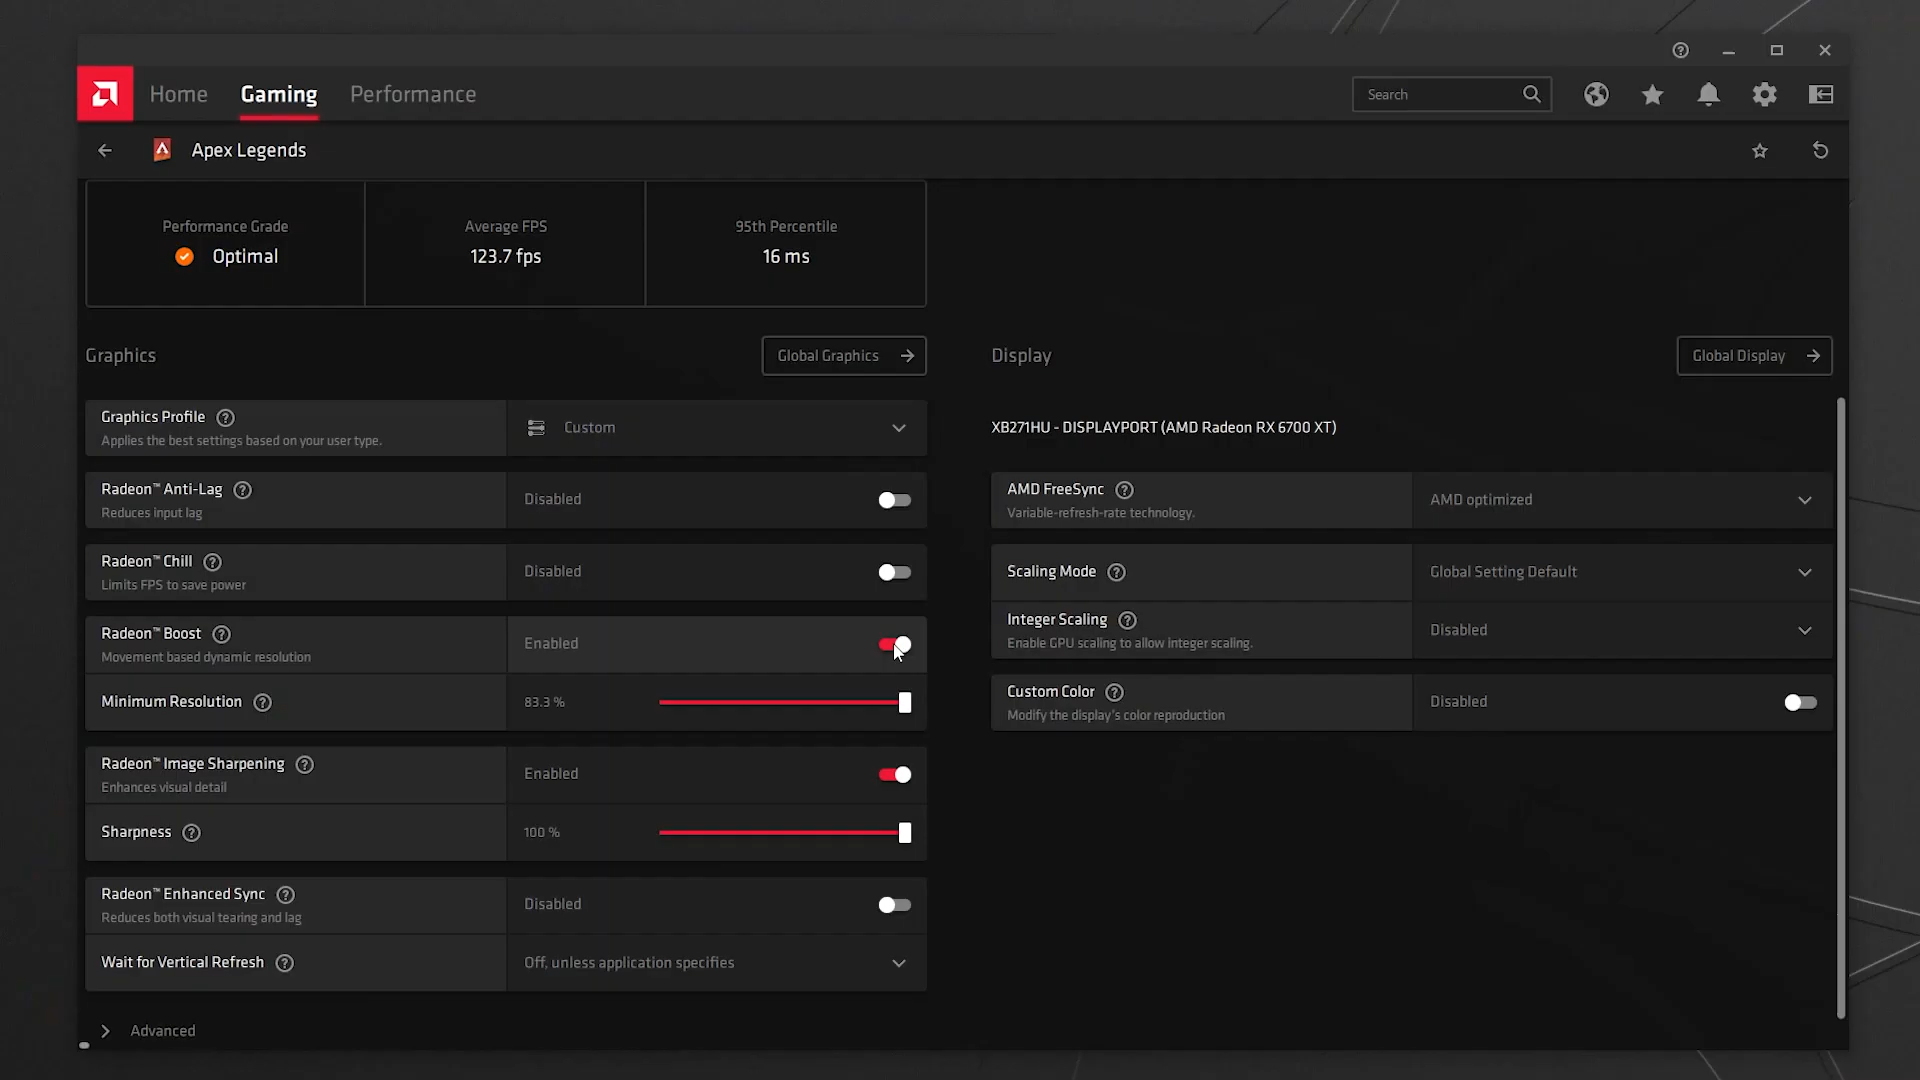 Home
Gaming
Performance
Search
Apex Legends
Performance Grade
Optimal
Average FPS
123.7 fps
95th Percentile
16 ms
Graphics
Global Graphics
Graphics Profile
Applies the best settings based on your user type.
Custom
Radeon™ Anti-Lag
Reduces input lag
Disabled
Radeon™ Chill
Limits FPS to save power
Disabled
Radeon™ Boost
Movement based dynamic resolution
Enabled
Minimum Resolution
83.3 %
Radeon™ Image Sharpening
Enhances visual detail
Enabled
Sharpness
100 %
Radeon™ Enhanced Sync
Reduces both visual tearing and lag
Disabled
Wait for Vertical Refresh
Off, unless application specifies
Advanced
Display
Global Display
XB271HU - DISPLAYPORT (AMD Radeon RX 6700 XT)
AMD FreeSync
Variable-refresh-rate technology.
AMD optimized
Scaling Mode
Global Setting Default
Integer Scaling
Enable GPU scaling to allow integer scaling.
Disabled
Custom Color
Modify the display's color reproduction
Disabled